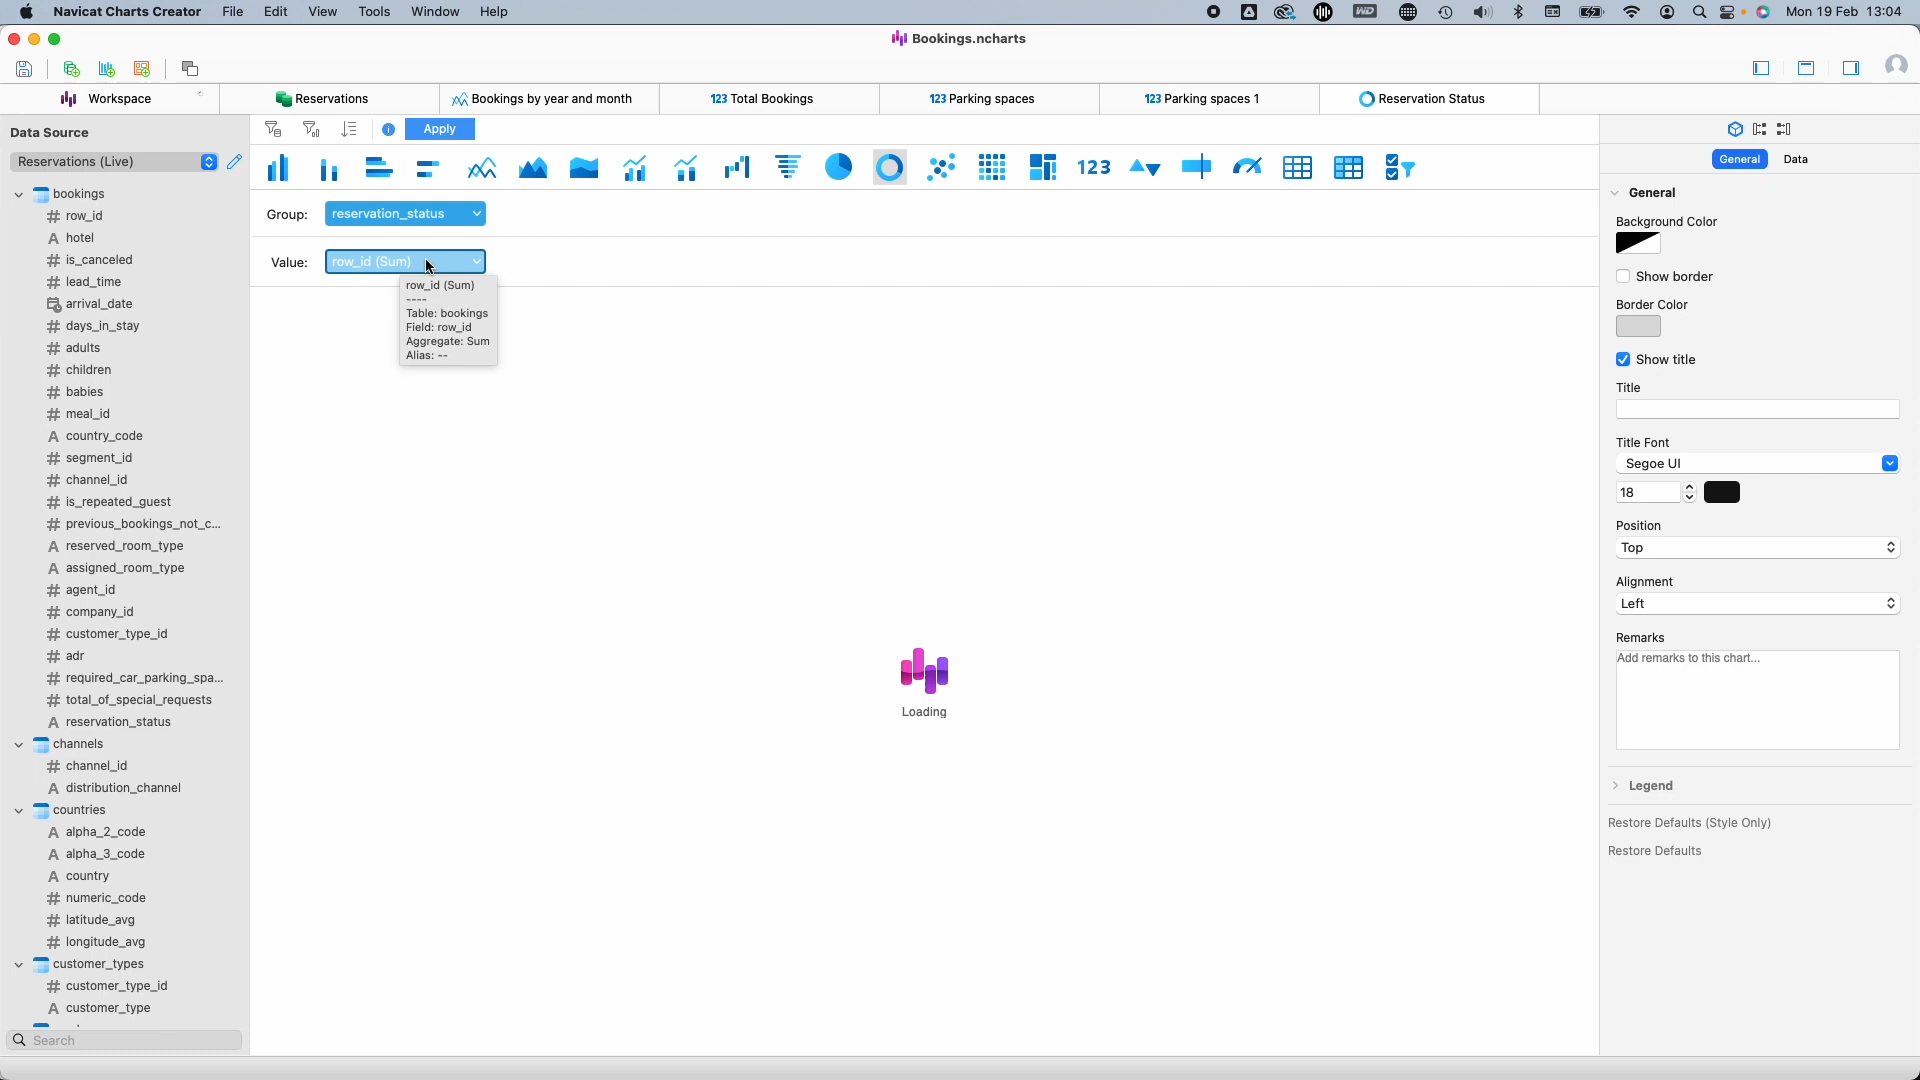 Navicat Charts Creator File Edit View Tools Window Help Mon 19 Feb 13:04
Bookings.ncharts
Workspace
Reservations
Bookings by year and month
123 Total Bookings
123 Parking spaces
123 Parking spaces 1
Reservation Status
Data Source
Reservations (Live)
bookings
row_id
hotel
is_canceled
lead_time
arrival_date
days_in_stay
adults
children
babies
meal_id
country_code
segment_id
channel_id
is_repeated_guest
previous_bookings_not_c...
reserved_room_type
assigned_room_type
agent_id
company_id
customer_type_id
adr
required_car_parking_spa...
total_of_special_requests
reservation_status
channels
channel_id
distribution_channel
countries
alpha_2_code
alpha_3_code
country
numeric_code
latitude_avg
longitude_avg
customer_types
customer_type_id
customer_type
Search
Apply
123
Group: reservation_status
Value: row_id (Sum)
row_id (Sum)
----
Table: bookings
Field: row_id
Aggregate: Sum
Alias: --
Loading
General Data
General
Background Color
Show border
Border Color
Show title
Title
Title Font
Segoe UI
18
Position
Top
Alignment
Left
Remarks
Add remarks to this chart...
Legend
Restore Defaults (Style Only)
Restore Defaults